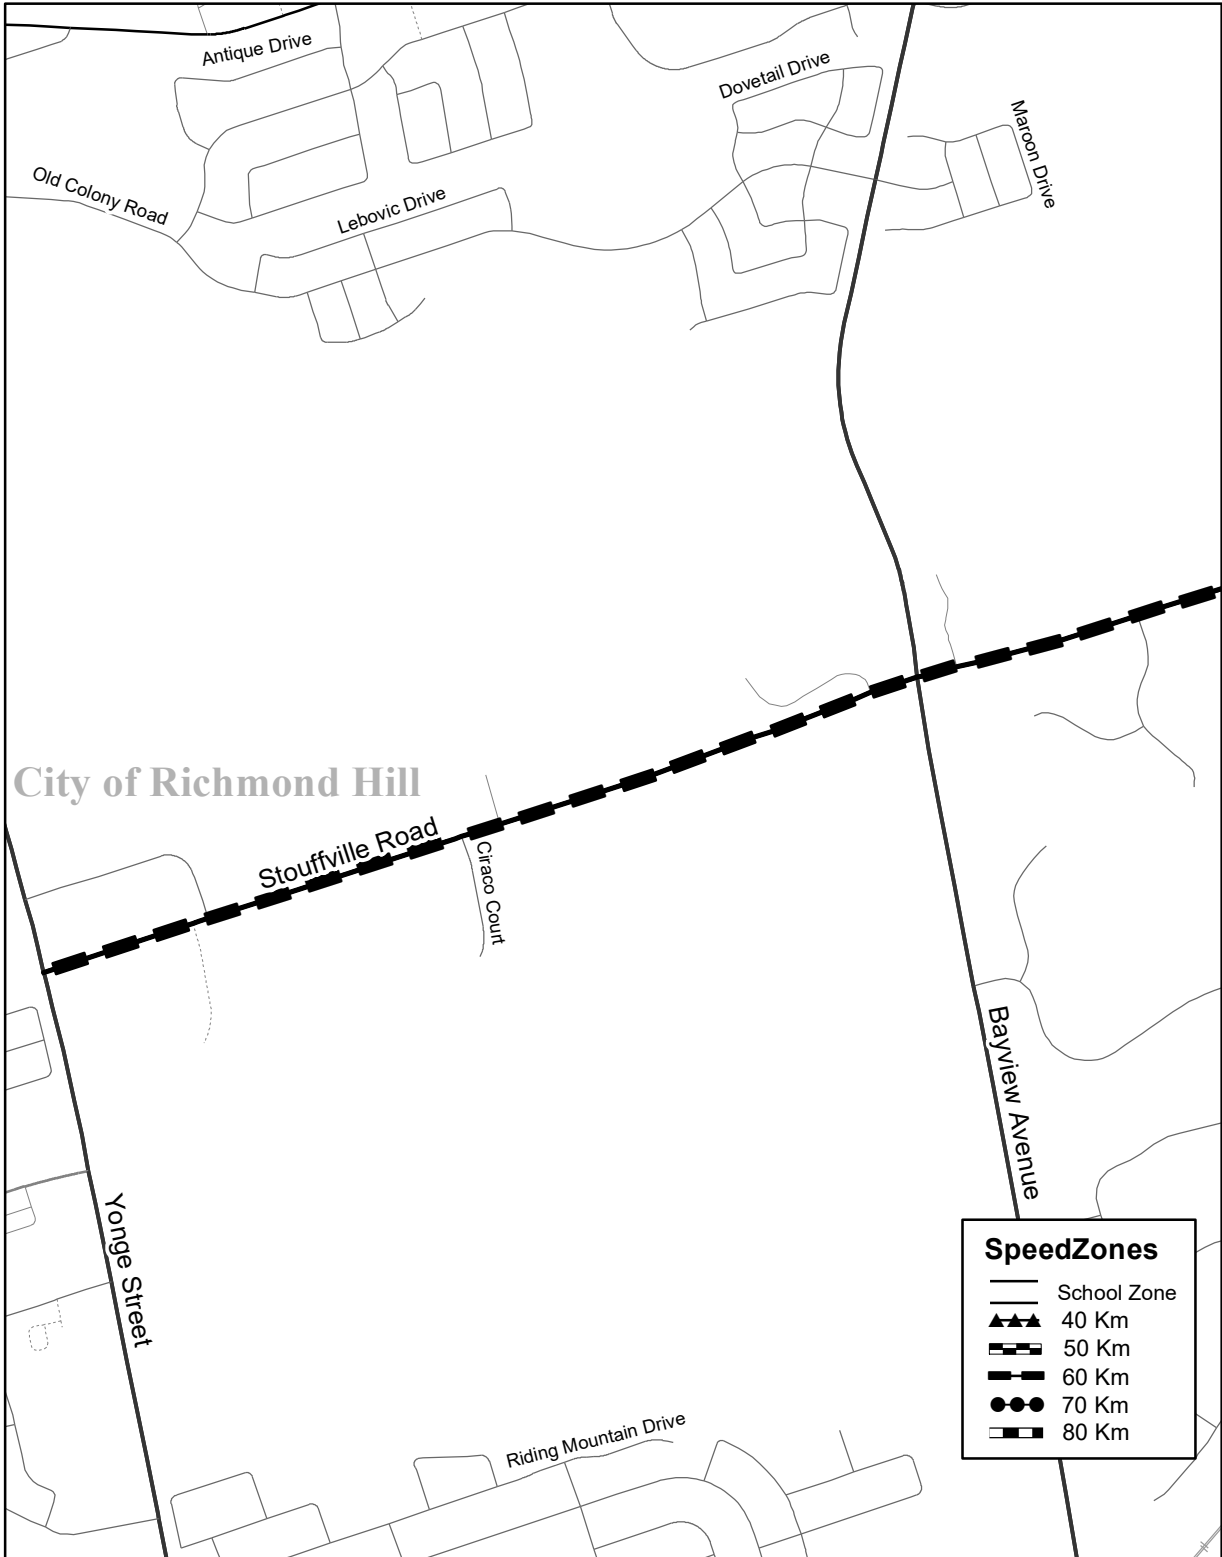 Antique Drive
Dovetail Drive
Maroon Drive
Old Colony Road
Lebovic Drive
City of Richmond Hill
Stouffville Road
Ciraco Court
Bayview Avenue
Yonge Street
SpeedZones
School Zone
40 Km
50 Km
60 Km
70 Km
80 Km
Riding Mountain Drive